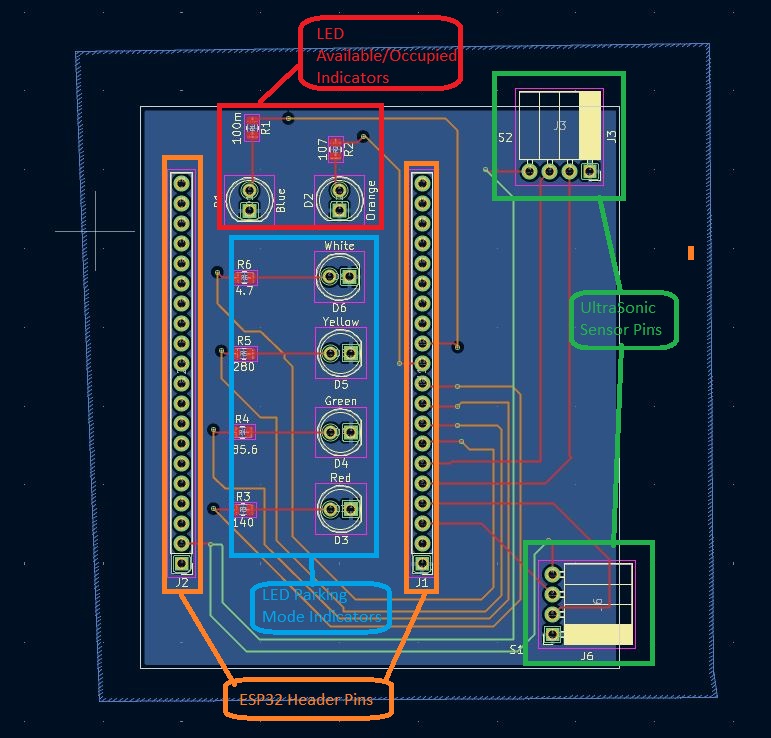 LED
Available/Occupied
Indicators
100m
R1
107
R2
S2
J3
J3
Blue
D2
Orange
White
R6
4.7
D6
Yellow
UltraSonic
Sensor Pins
R5
280
D5
Green
R4
35.6
D4
Red
R3
140
D3
J2
J1
LED Parking
Mode Indicators
S1
J6
ESP32 Header Pins